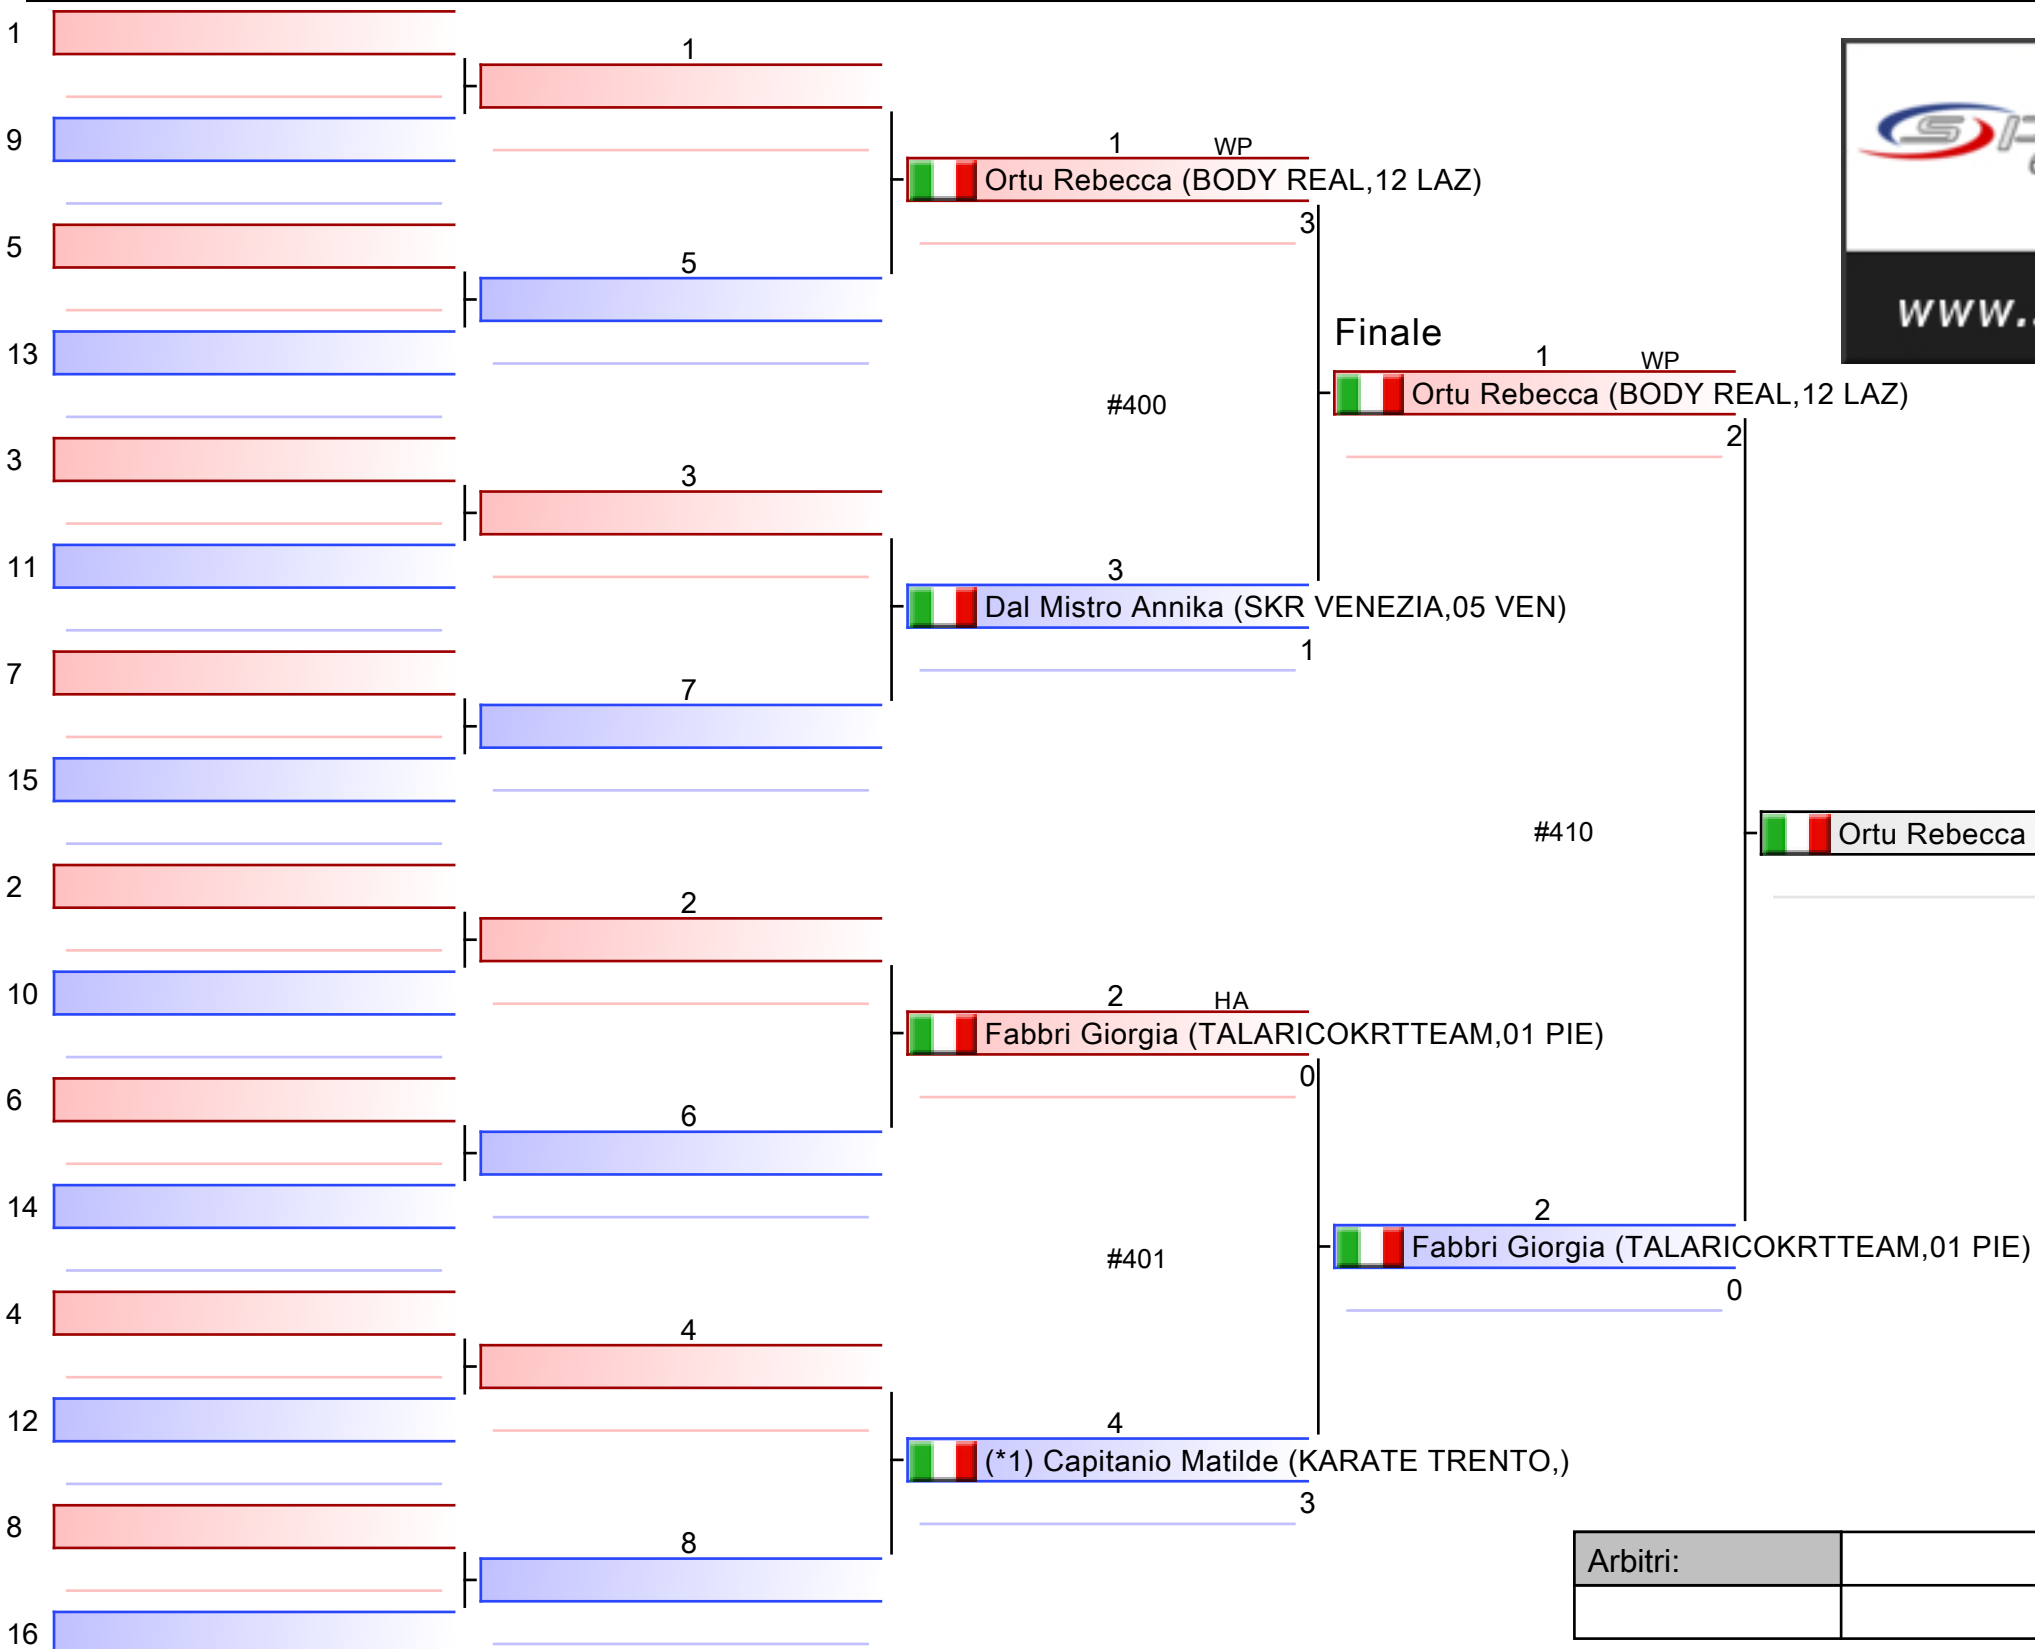 1
1
9
1 WP
Ortu Rebecca (BODY REAL,12 LAZ)
3
5
5
Finale
13
1 WP
Ortu Rebecca (BODY REAL,12 LAZ)
#400
2
3
3
11
3
Dal Mistro Annika (SKR VENEZIA,05 VEN)
1
7
7
15
#410
Ortu Rebecca
2
2
10
2 HA
Fabbri Giorgia (TALARICOKRTTEAM,01 PIE)
0
6
6
14
2
Fabbri Giorgia (TALARICOKRTTEAM,01 PIE)
#401
0
4
4
12
4
(*1) Capitanio Matilde (KARATE TRENTO,)
3
8
8
Arbitri:
16
www.